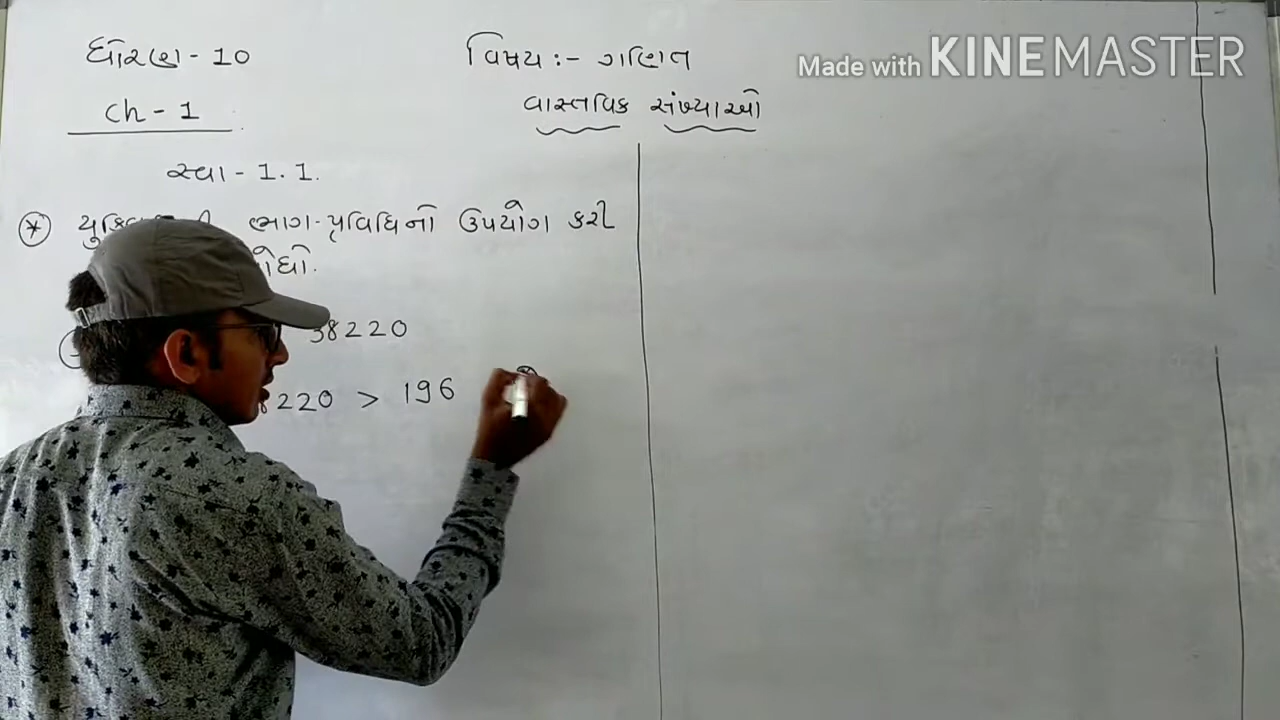 ધોરણ - 10
વિષય :- ગણિત
Made with KINEMASTER
Ch - 1
વાસ્તવિક સંખ્યાઓ
સ્વા - 1.1.
* ભાગ-પ્રવિધિનો ઉપયોગ કરી
38220
220 > 196